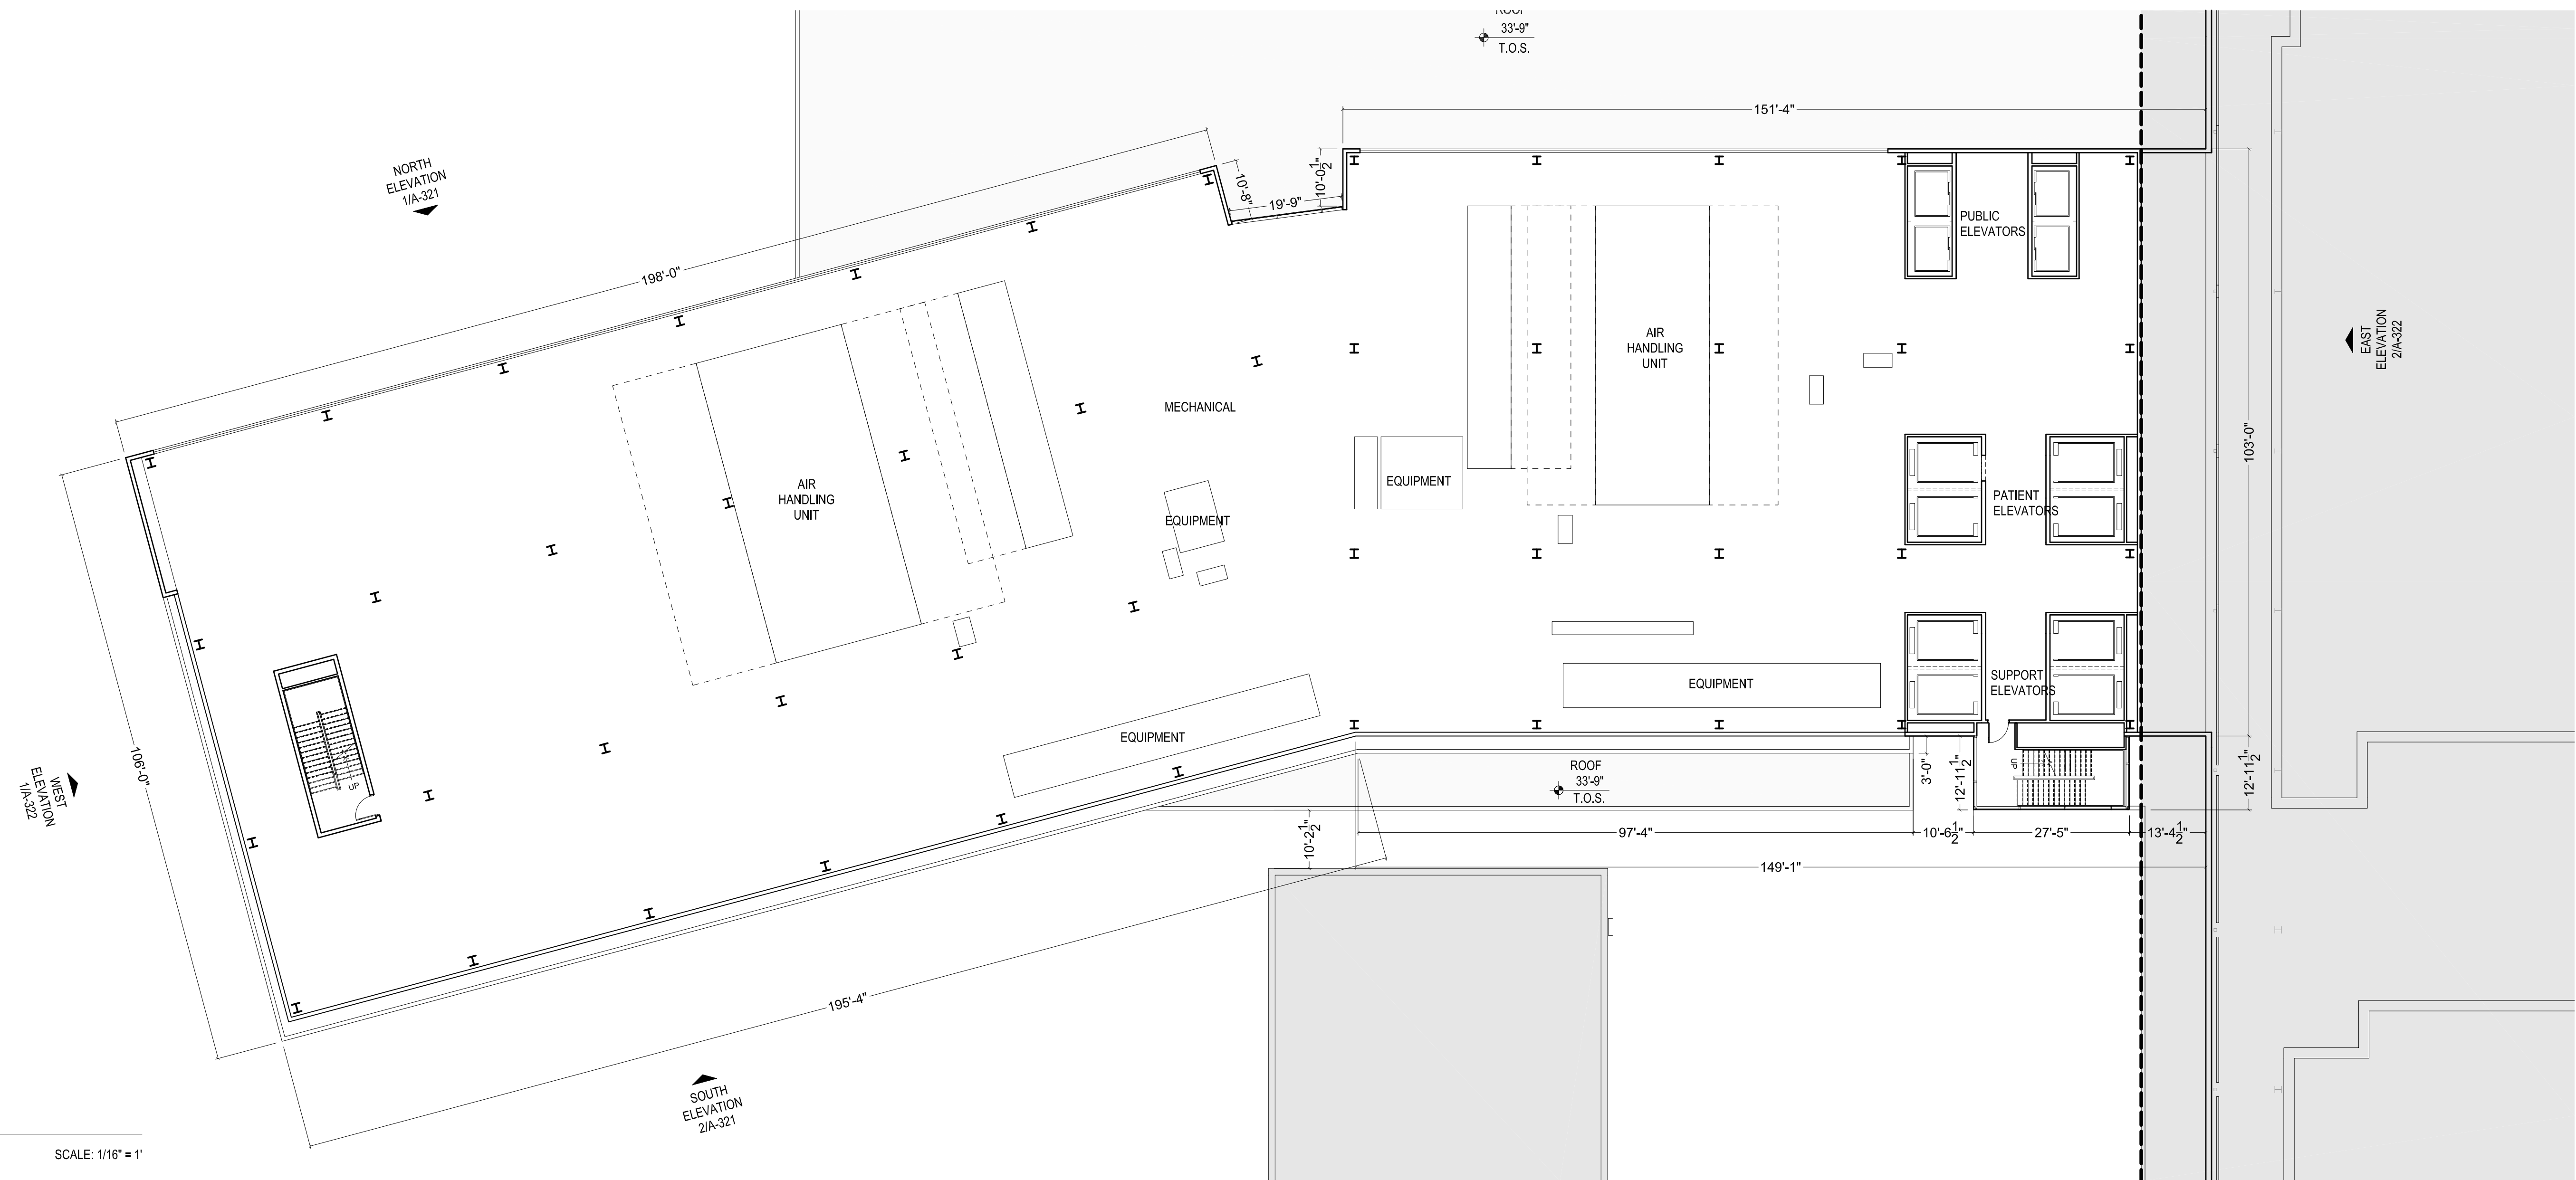 ROOF
33'-9"
T.O.S.
151'-4"
NORTH
ELEVATION
1/A-321
10'-8"
19'-9"
10'-0 1/2"
198'-0"
PUBLIC
ELEVATORS
AIR
HANDLING
UNIT
EAST
ELEVATION
2/A-322
MECHANICAL
103'-0"
AIR
HANDLING
UNIT
EQUIPMENT
EQUIPMENT
PATIENT
ELEVATORS
EQUIPMENT
SUPPORT
ELEVATORS
EQUIPMENT
106'-0"
WEST
ELEVATION
1/A-322
UP
UP
ROOF
33'-9"
T.O.S.
3'-0"
12'-11 1/2"
12'-11 1/2"
10'-2 1/2"
97'-4"
10'-6 1/2"
27'-5"
13'-4 1/2"
149'-1"
195'-4"
SOUTH
ELEVATION
2/A-321
SCALE: 1/16" = 1'